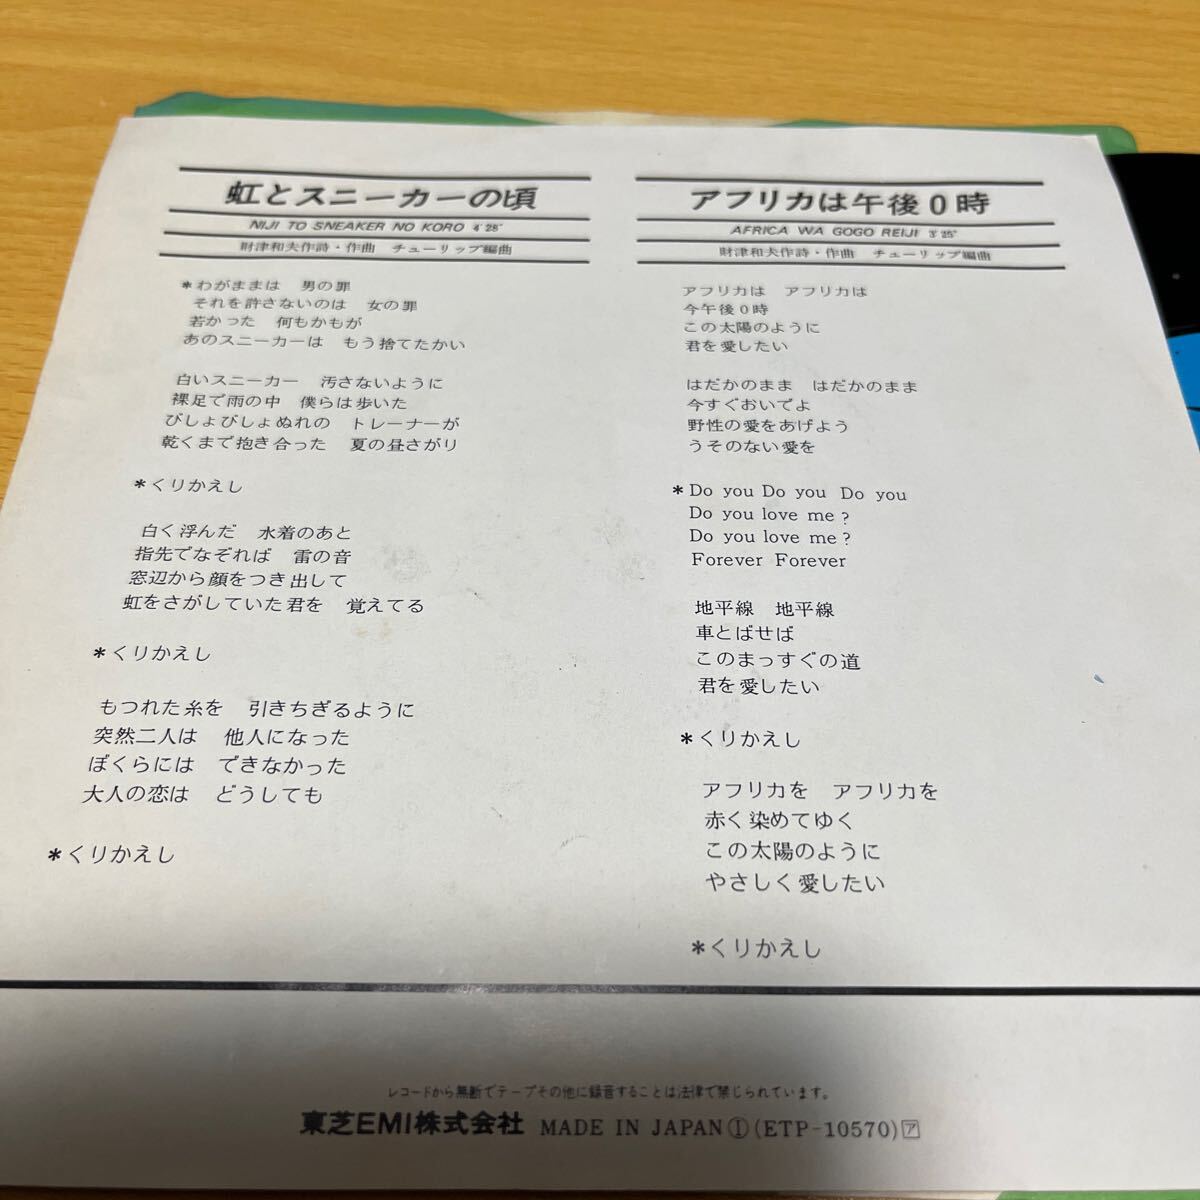 虹とスニーカーの頃
NIJI TO SNEAKER NO KORO 4'28"
財津和夫作詩・作曲　チューリップ編曲
*わがままは　男の罪
それを許さないのは　女の罪
若かった　何もかもが
あのスニーカーは　もう捨てたかい
白いスニーカー　汚さないように
裸足で雨の中　僕らは歩いた
びしょびしょぬれの　トレーナーが
乾くまで抱き合った　夏の昼さがり
*くりかえし
白く浮んだ　水着のあと
指先でなぞれば　雷の音
窓辺から顔をつき出して
虹をさがしていた君を　覚えてる
*くりかえし
もつれた糸を　引きちぎるように
突然二人は　他人になった
ぼくらには　できなかった
大人の恋は　どうしても
*くりかえし
アフリカは午後0時
AFRICA WA GOGO REIJI 3'25"
財津和夫作詩・作曲　チューリップ編曲
アフリカは　アフリカは
今午後0時
この太陽のように
君を愛したい
はだかのまま　はだかのまま
今すぐおいでよ
野性の愛をあげよう
うそのない愛を
*Do you Do you Do you
Do you love me?
Do you love me?
Forever Forever
地平線　地平線
車とばせば
このまっすぐの道
君を愛したい
*くりかえし
アフリカを　アフリカを
赤く染めてゆく
この太陽のように
やさしく愛したい
*くりかえし
レコードから無断でテープその他に録音することは法律で禁じられています。
東芝EMI株式会社 MADE IN JAPAN Ⓘ (ETP-10570) ア